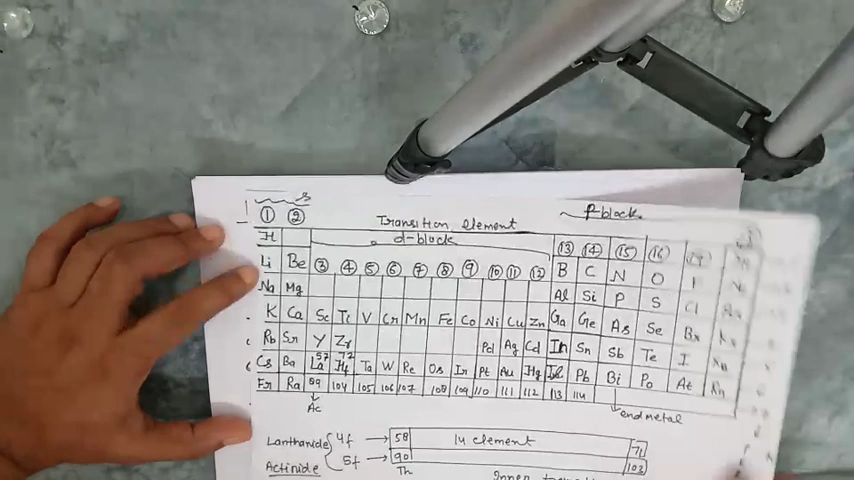 ① ② Transition element p-block
H d-block ⑬ ⑭ ⑮ ⑯
Li Be ③ ④ ⑤ ⑥ ⑦ ⑧ ⑨ ⑩ ⑪ ⑫ B C N O
Na Mg Al Si P S Cl
K Ca Sc Ti V Cr Mn Fe Co Ni Cu Zn Ga Ge As Se Br
Rb Sr Y Zr Pd Ag Cd In Sn Sb Te I
Cs Ba La 57 Hf 72 Ta W Re Os Ir Pt Au Hg Pb Bi Po At Rn
Fr Ra 89 104 105 106 107 108 109 110 111 112 113 114
Ac end metal
Lanthanide 4f 58 14 element 71
Actinide 5f 90 103
Th